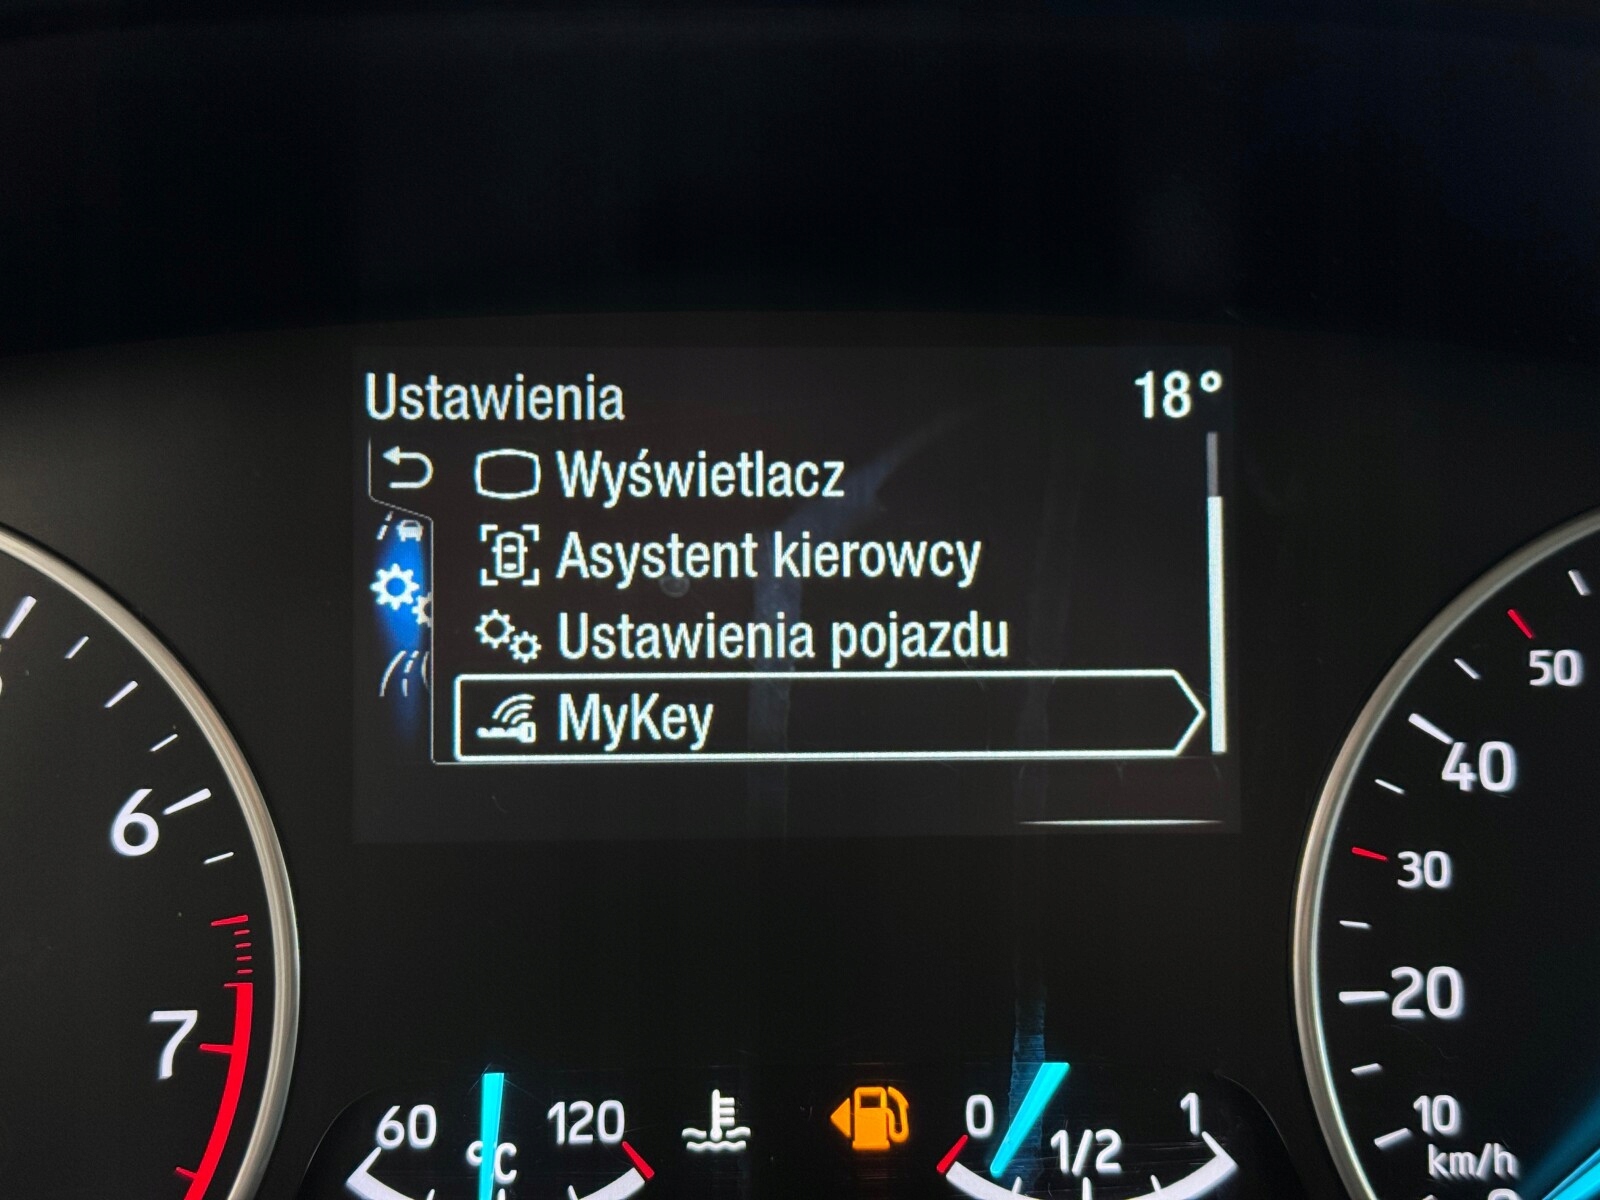 Ustawienia 18°
Wyświetlacz
Asystent kierowcy
Ustawienia pojazdu
MyKey
6
7
60 °C 120
0 1/2 1
50
40
30
20
10
km/h